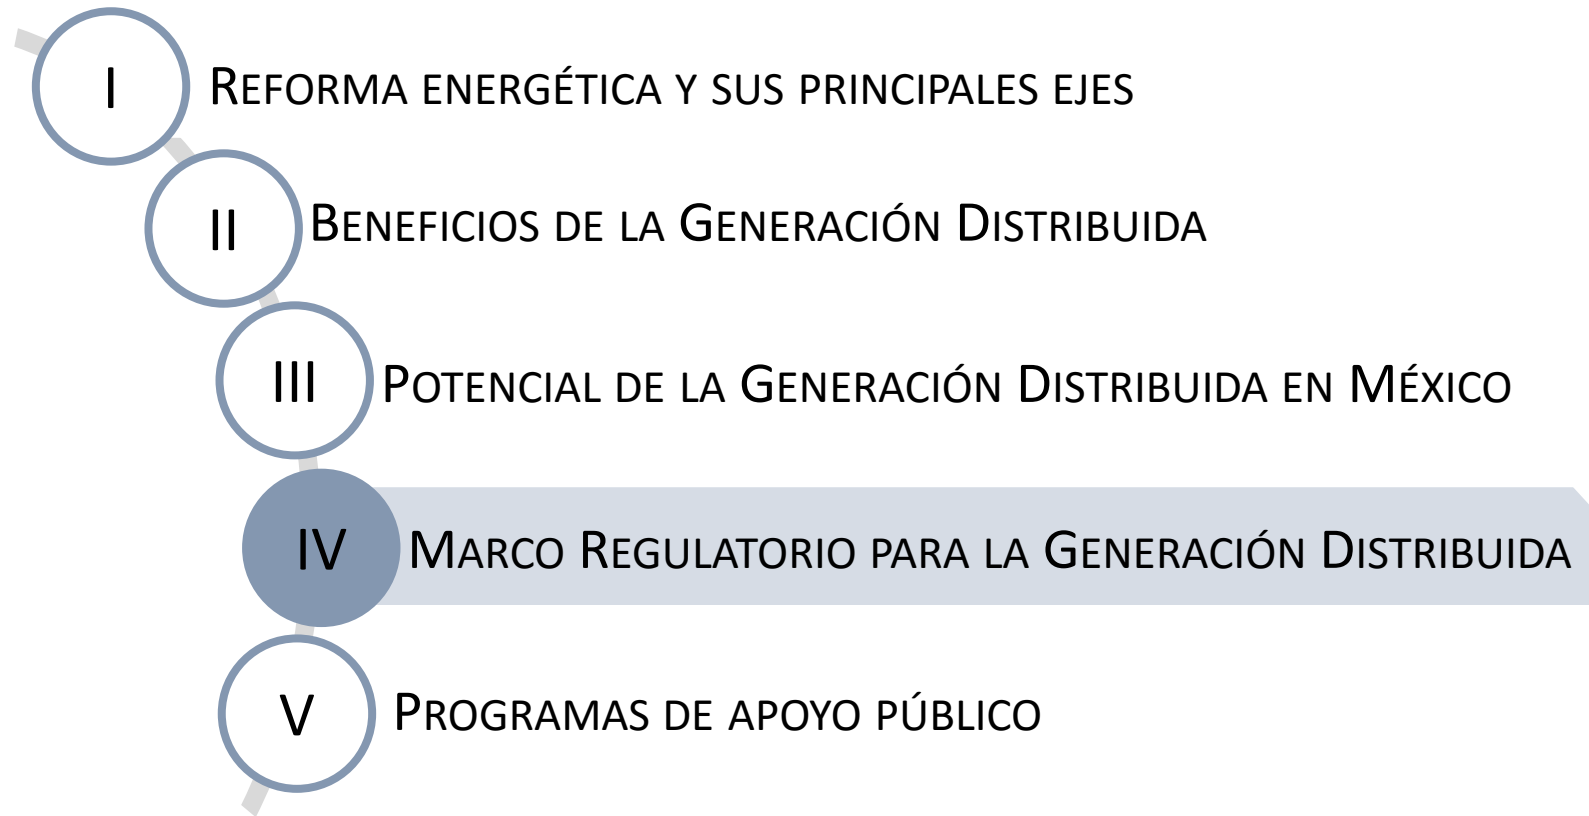 I REFORMA ENERGÉTICA Y SUS PRINCIPALES EJES
II BENEFICIOS DE LA GENERACIÓN DISTRIBUIDA
III POTENCIAL DE LA GENERACIÓN DISTRIBUIDA EN MÉXICO
IV MARCO REGULATORIO PARA LA GENERACIÓN DISTRIBUIDA
V PROGRAMAS DE APOYO PÚBLICO